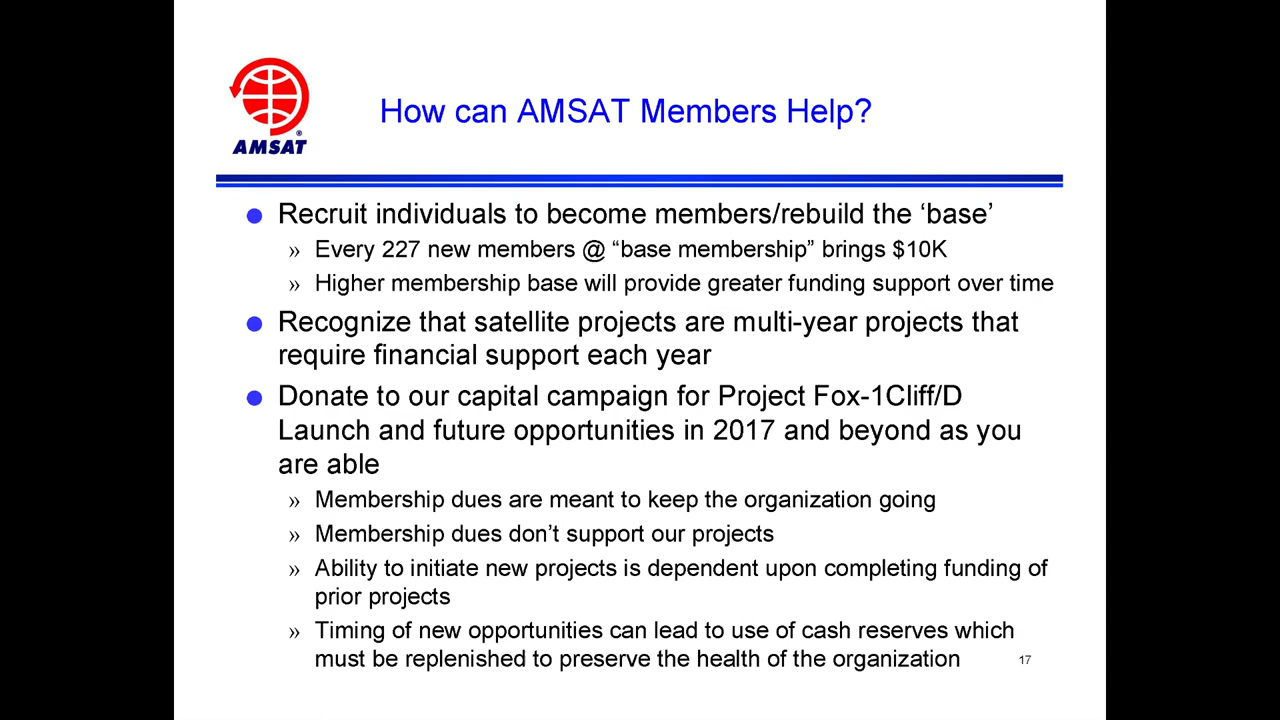 How can AMSAT Members Help?
®
AMSAT
● Recruit individuals to become members/rebuild the ‘base’
» Every 227 new members @ “base membership” brings $10K
» Higher membership base will provide greater funding support over time
● Recognize that satellite projects are multi-year projects that
require financial support each year
● Donate to our capital campaign for Project Fox-1Cliff/D
Launch and future opportunities in 2017 and beyond as you
are able
» Membership dues are meant to keep the organization going
» Membership dues don’t support our projects
» Ability to initiate new projects is dependent upon completing funding of
prior projects
» Timing of new opportunities can lead to use of cash reserves which
must be replenished to preserve the health of the organization
17